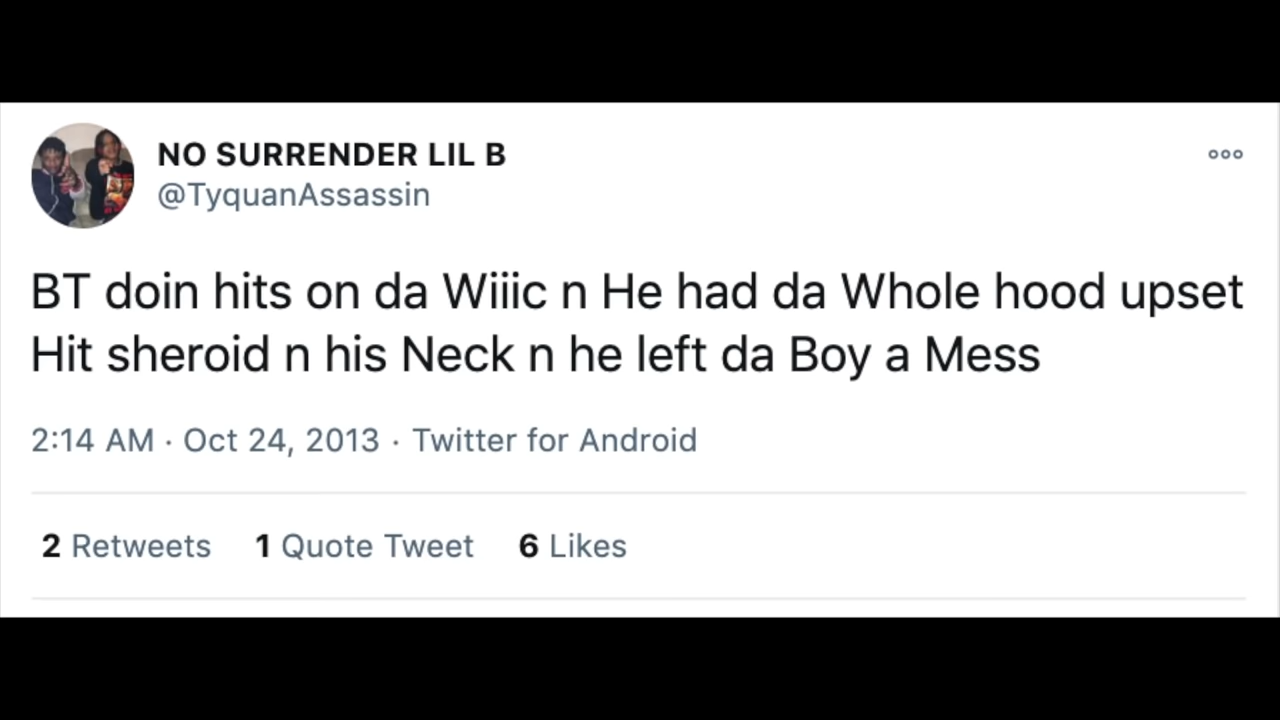 NO SURRENDER LIL B
@TyquanAssassin
BT doin hits on da Wiiic n He had da Whole hood upset
Hit sheroid n his Neck n he left da Boy a Mess
2:14 AM · Oct 24, 2013 · Twitter for Android
2 Retweets 1 Quote Tweet 6 Likes